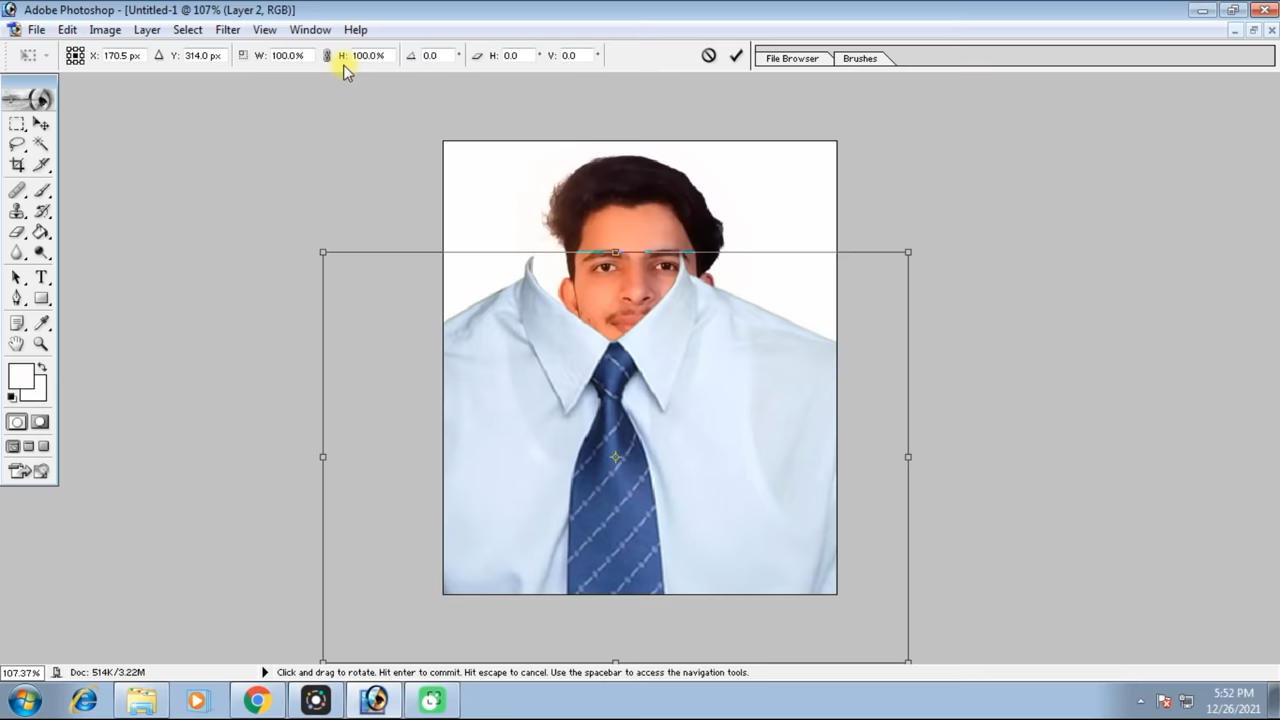 Adobe Photoshop - [Untitled-1 @ 107% (Layer 2, RGB)]
File Edit Image Layer Select Filter View Window Help
X: 170.5 px Y: 314.0 px W: 100.0% H: 100.0% 0.0 ° H: 0.0 ° V: 0.0 ° File Browser Brushes
T
107.37% Doc: 514K/3.22M Click and drag to rotate. Hit enter to commit. Hit escape to cancel. Use the spacebar to access the navigation tools.
5:52 PM
12/26/2021